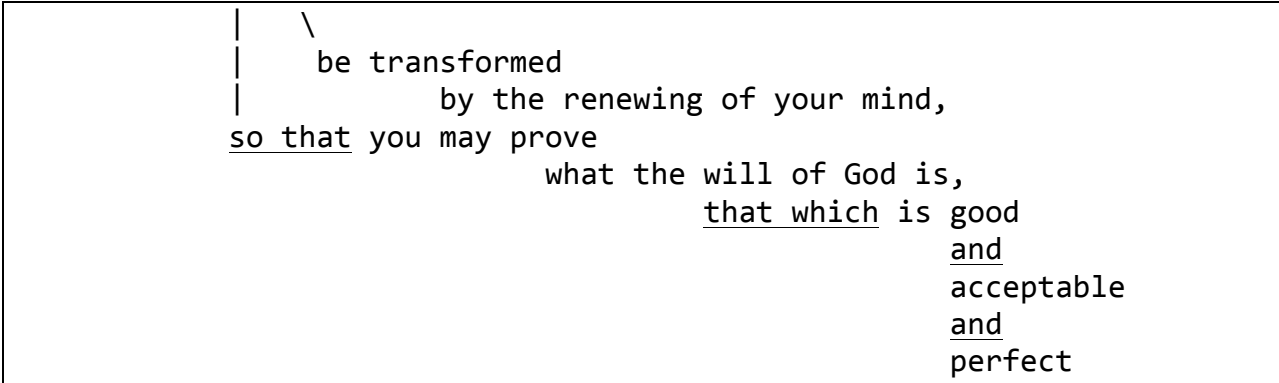 be transformed
by the renewing of your mind,
so that you may prove
what the will of God is,
that which is good
and
acceptable
and
perfect